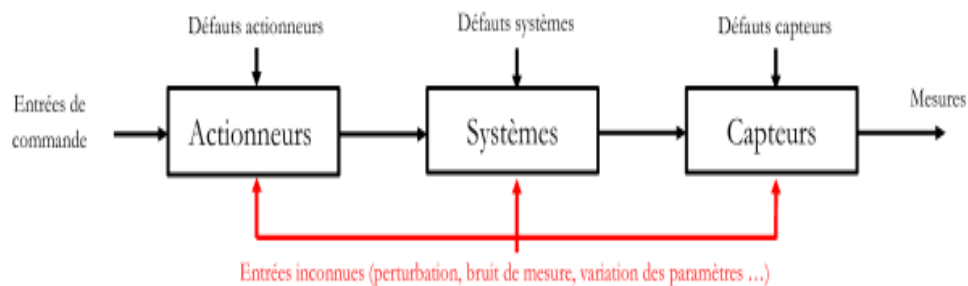 Défauts actionneurs
Défauts systèmes
Défauts capteurs
Entrées de
commande
Actionneurs
Systèmes
Capteurs
Mesures
Entrées inconnues (perturbation, bruit de mesure, variation des paramètres …)